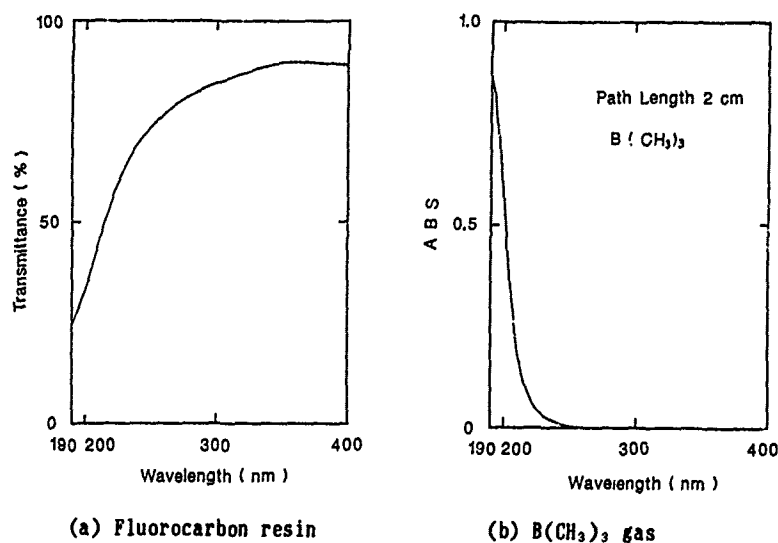 100
50
0
Transmittance ( % )
190 200 300 400
Wavelength ( nm )
(a) Fluorocarbon resin
1.0
0.5
0
A B S
Path Length 2 cm
B ( CH₃)₃
190 200 300 400
Wavelength ( nm )
(b) B(CH₃)₃ gas